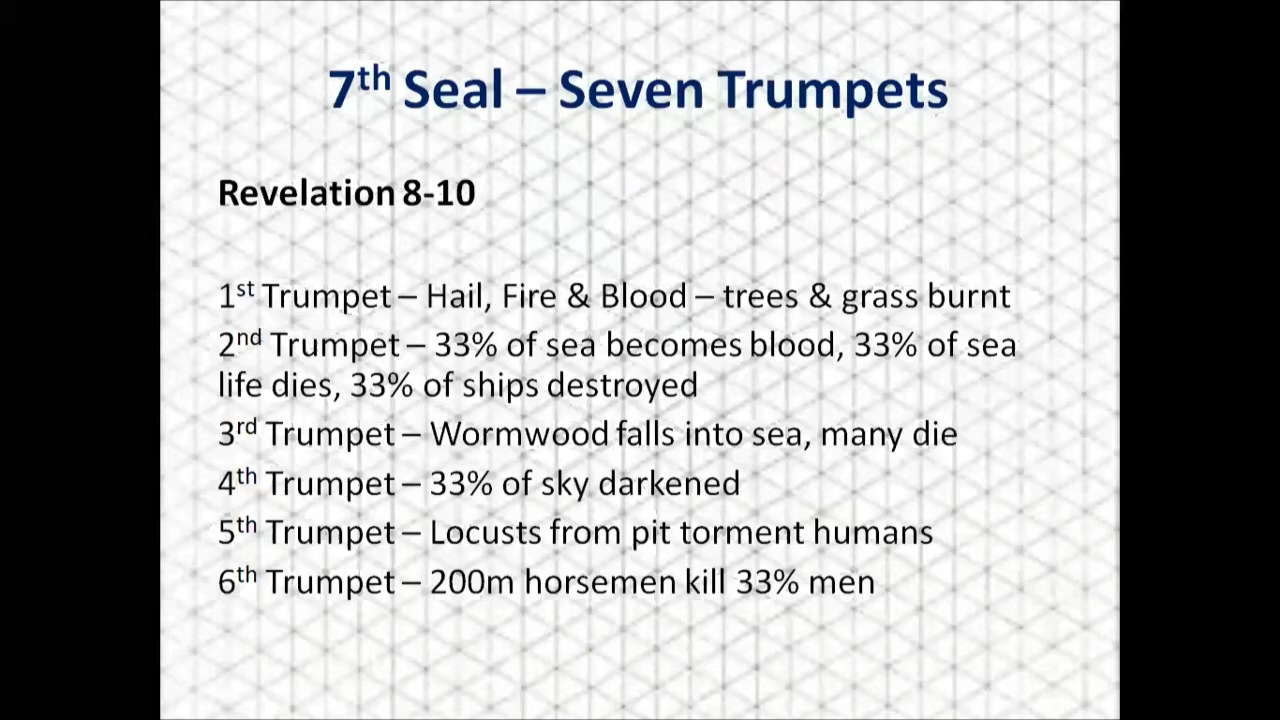 7th Seal – Seven Trumpets
Revelation 8-10
1st Trumpet – Hail, Fire & Blood – trees & grass burnt
2nd Trumpet – 33% of sea becomes blood, 33% of sea
life dies, 33% of ships destroyed
3rd Trumpet – Wormwood falls into sea, many die
4th Trumpet – 33% of sky darkened
5th Trumpet – Locusts from pit torment humans
6th Trumpet – 200m horsemen kill 33% men